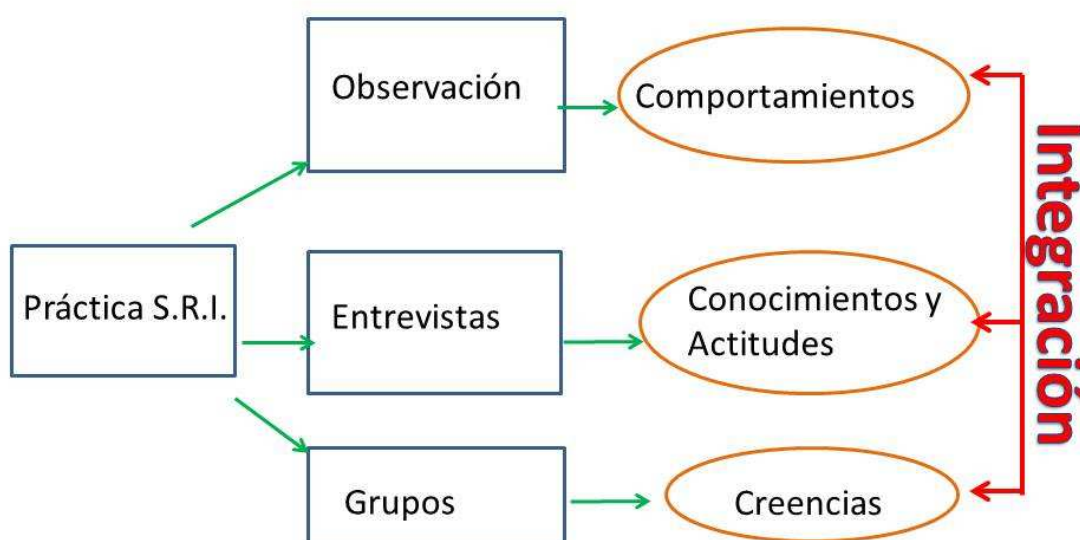 Observación
Comportamientos
Práctica S.R.I.
Entrevistas
Conocimientos y
Actitudes
Grupos
Creencias
Integración